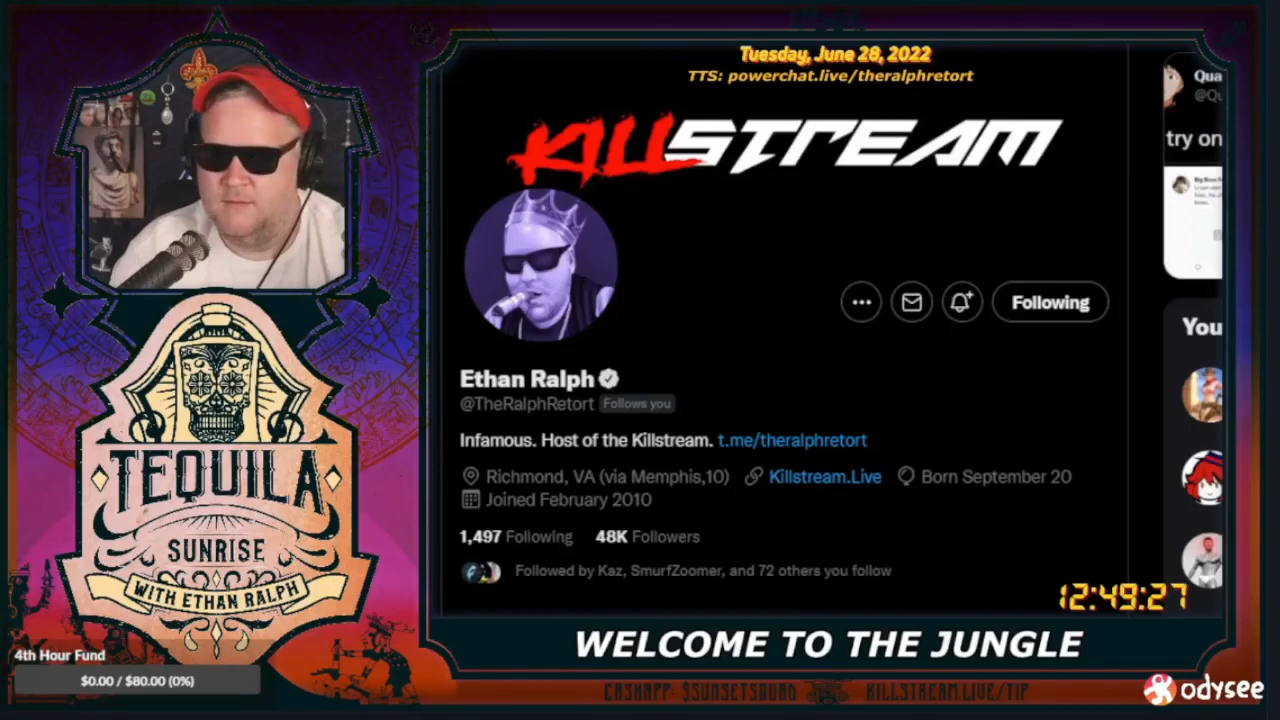 Tuesday, June 28, 2022
TTS: powerchat.live/theralphretort
KILLSTREAM
Following
Ethan Ralph
@TheRalphRetort Follows you
Infamous. Host of the Killstream. t.me/theralphretort
Richmond, VA (via Memphis,10) Killstream.Live Born September 20
Joined February 2010
1,497 Following 48K Followers
Followed by Kaz, SmurfZoomer, and 72 others you follow
Qua
@Qu
try on
You
12:49:27
TEQUILA
SUNRISE
WITH ETHAN RALPH
4th Hour Fund
$0.00 / $80.00 (0%)
WELCOME TO THE JUNGLE
CASHAPP: $SUNSETSQUAD KILLSTREAM.LIVE/TIP
odysee